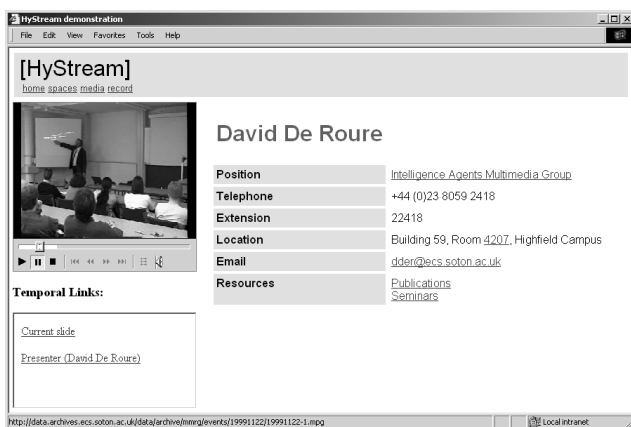 HyStream demonstration
File Edit View Favorites Tools Help
[HyStream]
home spaces media record
David De Roure
Position Intelligence Agents Multimedia Group
Telephone +44 (0)23 8059 2418
Extension 22418
Location Building 59, Room 4207, Highfield Campus
Email dder@ecs.soton.ac.uk
Resources Publications
Seminars
Temporal Links:
Current slide
Presenter (David De Roure)
http://data.archives.ecs.soton.ac.uk/data/archive/mmrg/events/19991122/19991122-1.mpg Local intranet